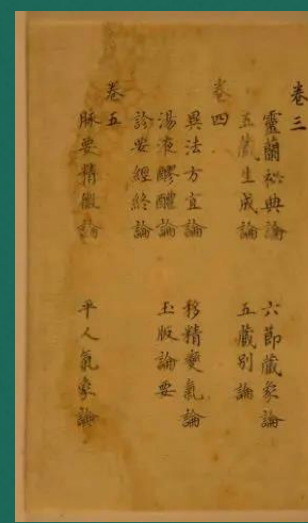 卷三
靈蘭祕典論 六節藏象論
五藏生成論 五藏別論
卷四
異法方宜論 移精變氣論
湯液醪醴論 玉版論要
診要經終論
卷五
脉要精微論 平人氣象論